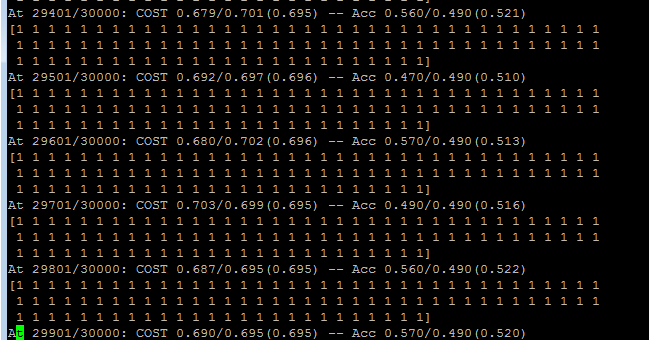 At 29401/30000: COST 0.679/0.701(0.695) -- Acc 0.560/0.490(0.521)
[1 1 1 1 1 1 1 1 1 1 1 1 1 1 1 1 1 1 1 1 1 1 1 1 1 1 1 1 1 1 1 1 1 1 1 1 1
 1 1 1 1 1 1 1 1 1 1 1 1 1 1 1 1 1 1 1 1 1 1 1 1 1 1 1 1 1 1 1 1 1 1 1 1 1
 1 1 1 1 1 1 1 1 1 1 1 1 1 1 1 1 1 1 1 1 1 1 1 1 1 1]
At 29501/30000: COST 0.692/0.697(0.696) -- Acc 0.470/0.490(0.510)
[1 1 1 1 1 1 1 1 1 1 1 1 1 1 1 1 1 1 1 1 1 1 1 1 1 1 1 1 1 1 1 1 1 1 1 1 1
 1 1 1 1 1 1 1 1 1 1 1 1 1 1 1 1 1 1 1 1 1 1 1 1 1 1 1 1 1 1 1 1 1 1 1 1 1
 1 1 1 1 1 1 1 1 1 1 1 1 1 1 1 1 1 1 1 1 1 1 1 1 1 1]
At 29601/30000: COST 0.680/0.702(0.696) -- Acc 0.570/0.490(0.513)
[1 1 1 1 1 1 1 1 1 1 1 1 1 1 1 1 1 1 1 1 1 1 1 1 1 1 1 1 1 1 1 1 1 1 1 1 1
 1 1 1 1 1 1 1 1 1 1 1 1 1 1 1 1 1 1 1 1 1 1 1 1 1 1 1 1 1 1 1 1 1 1 1 1 1
 1 1 1 1 1 1 1 1 1 1 1 1 1 1 1 1 1 1 1 1 1 1 1 1 1 1]
At 29701/30000: COST 0.703/0.699(0.695) -- Acc 0.490/0.490(0.516)
[1 1 1 1 1 1 1 1 1 1 1 1 1 1 1 1 1 1 1 1 1 1 1 1 1 1 1 1 1 1 1 1 1 1 1 1 1
 1 1 1 1 1 1 1 1 1 1 1 1 1 1 1 1 1 1 1 1 1 1 1 1 1 1 1 1 1 1 1 1 1 1 1 1 1
 1 1 1 1 1 1 1 1 1 1 1 1 1 1 1 1 1 1 1 1 1 1 1 1 1 1]
At 29801/30000: COST 0.687/0.695(0.695) -- Acc 0.560/0.490(0.522)
[1 1 1 1 1 1 1 1 1 1 1 1 1 1 1 1 1 1 1 1 1 1 1 1 1 1 1 1 1 1 1 1 1 1 1 1 1
 1 1 1 1 1 1 1 1 1 1 1 1 1 1 1 1 1 1 1 1 1 1 1 1 1 1 1 1 1 1 1 1 1 1 1 1 1
 1 1 1 1 1 1 1 1 1 1 1 1 1 1 1 1 1 1 1 1 1 1 1 1 1 1]
At 29901/30000: COST 0.690/0.695(0.695) -- Acc 0.570/0.490(0.520)